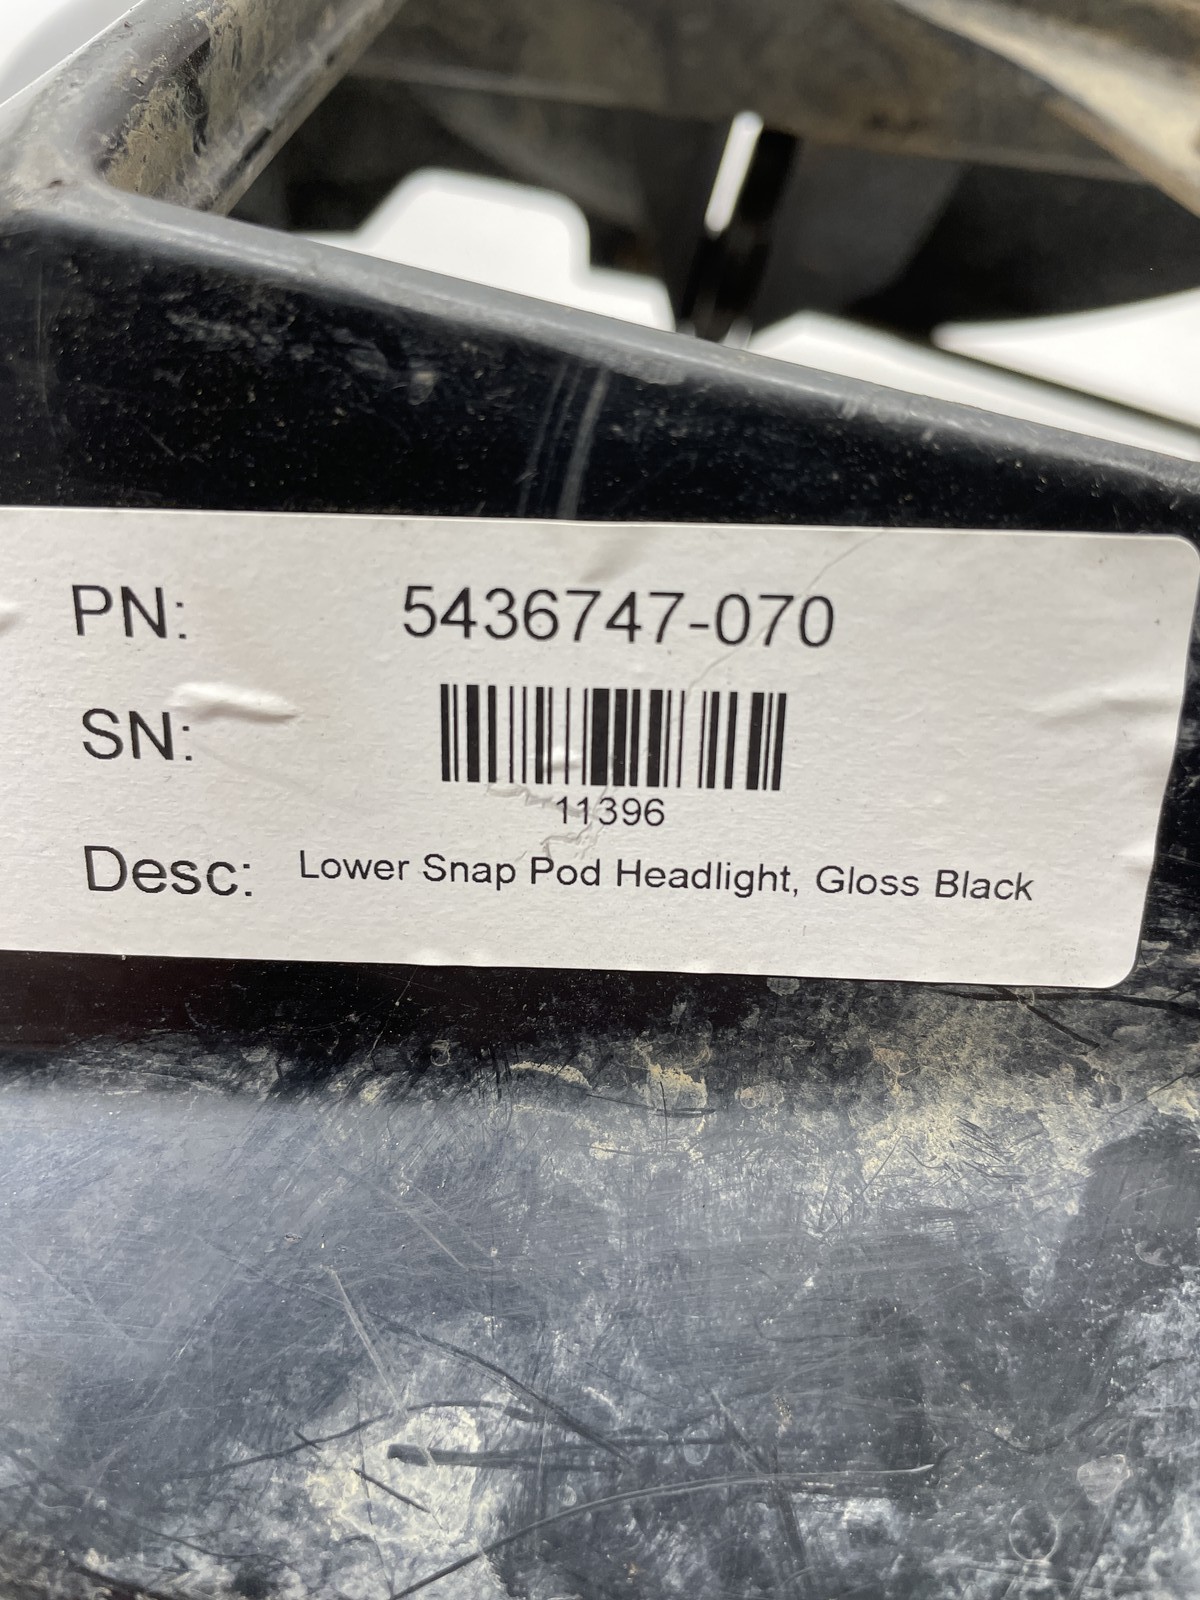 PN: 5436747-070
SN:
11396
Desc: Lower Snap Pod Headlight, Gloss Black